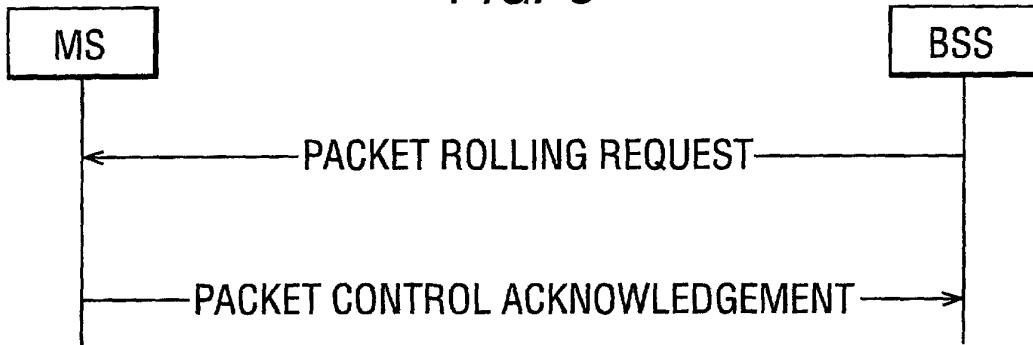 MS
BSS
PACKET ROLLING REQUEST
PACKET CONTROL ACKNOWLEDGEMENT